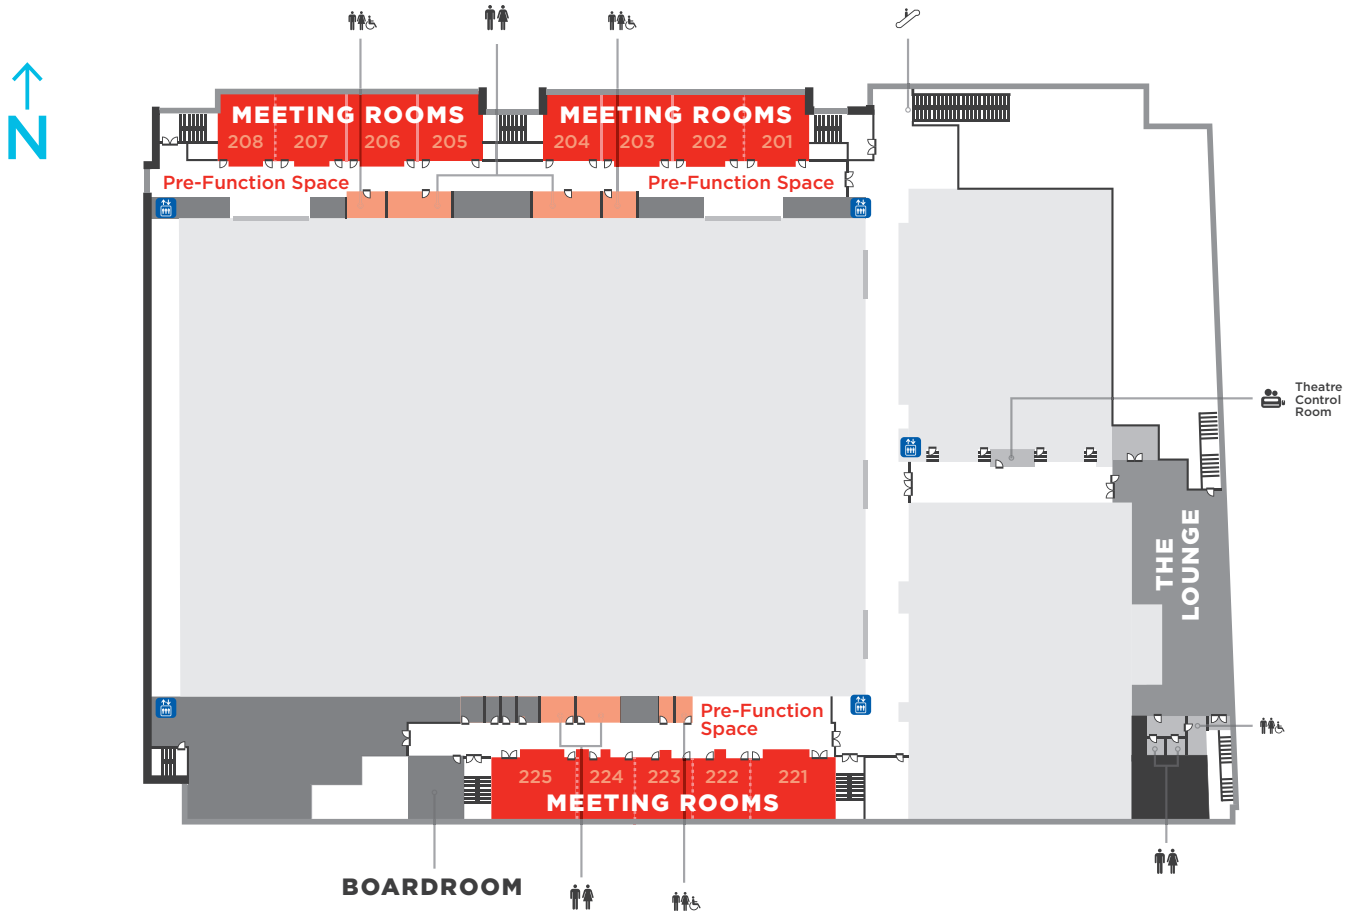 N
MEETING ROOMS
208 207 206 205
MEETING ROOMS
204 203 202 201
Pre-Function Space
Pre-Function Space
Theatre
Control
Room
THE
LOUNGE
Pre-Function
Space
225 224 223 222 221
MEETING ROOMS
BOARDROOM